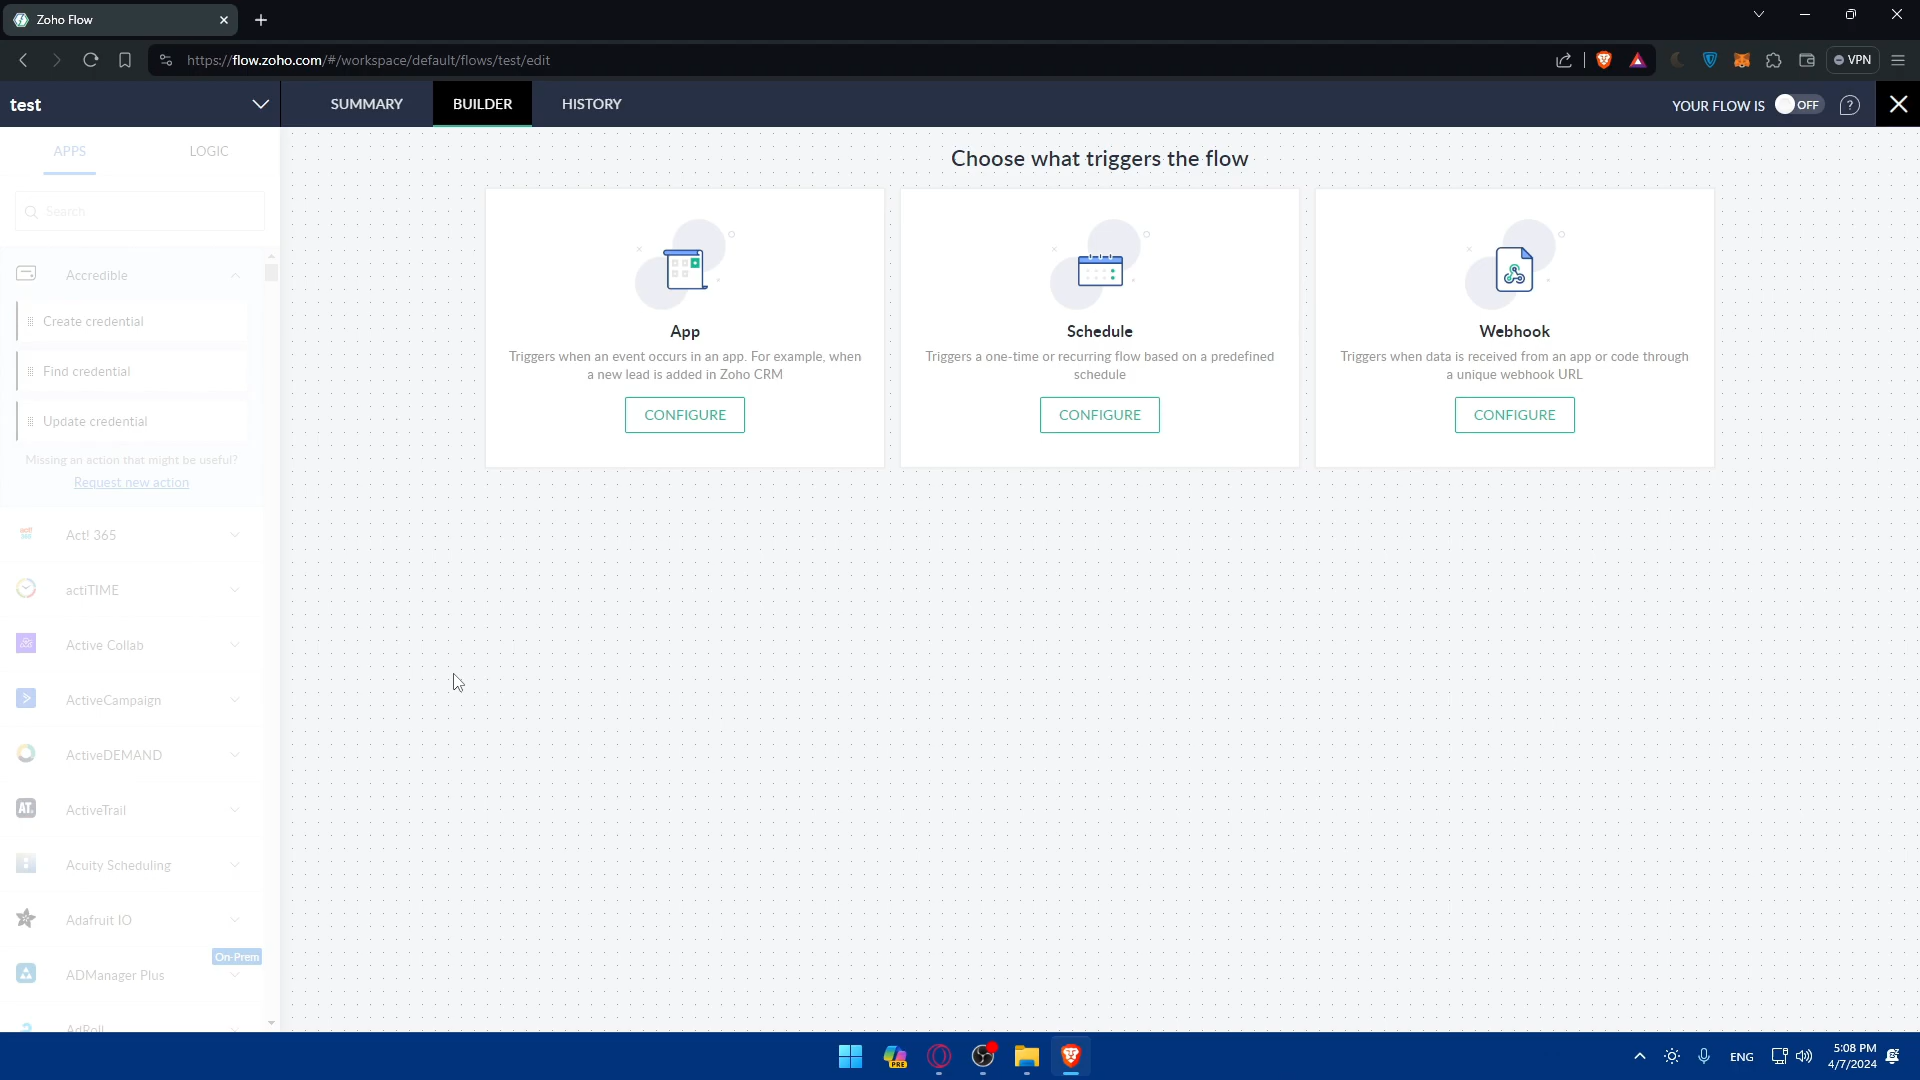 Zoho Flow
https://flow.zoho.com/#/workspace/default/flows/test/edit
VPN
test
SUMMARY
BUILDER
HISTORY
YOUR FLOW IS
OFF
?
APPS
LOGIC
Search
Accredible
Create credential
Find credential
Update credential
Missing an action that might be useful?
Request new action
Act! 365
actiTIME
Active Collab
ActiveCampaign
ActiveDEMAND
AT.
ActiveTrail
Acuity Scheduling
Adafruit IO
On-Prem
ADManager Plus
AdRoll
Choose what triggers the flow
App
Triggers when an event occurs in an app. For example, when
a new lead is added in Zoho CRM
CONFIGURE
Schedule
Triggers a one-time or recurring flow based on a predefined
schedule
CONFIGURE
Webhook
Triggers when data is received from an app or code through
a unique webhook URL
CONFIGURE
PRE
ENG
5:08 PM
4/7/2024